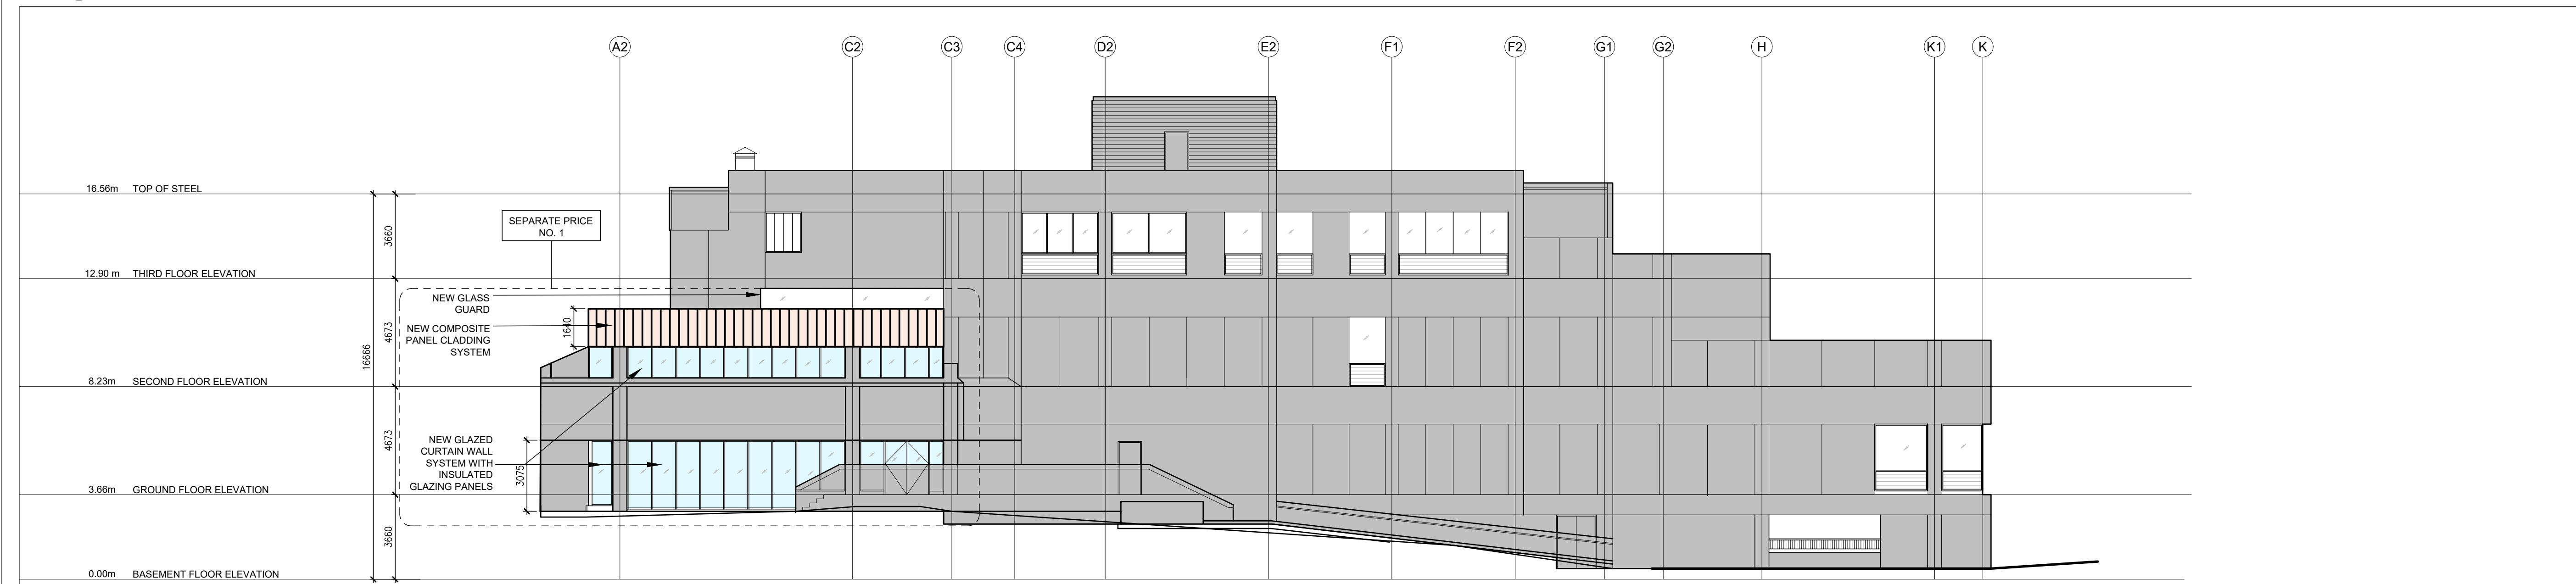 A2 C2 C3 C4 D2 E2 F1 F2 G1 G2 H K1 K
16.56m TOP OF STEEL
SEPARATE PRICE
NO. 1
3660
12.90 m THIRD FLOOR ELEVATION
NEW GLASS
GUARD
NEW COMPOSITE
PANEL CLADDING
SYSTEM
1640
4673
16666
8.23m SECOND FLOOR ELEVATION
4673
NEW GLAZED
CURTAIN WALL
SYSTEM WITH
INSULATED
GLAZING PANELS
3075
3.66m GROUND FLOOR ELEVATION
3660
0.00m BASEMENT FLOOR ELEVATION